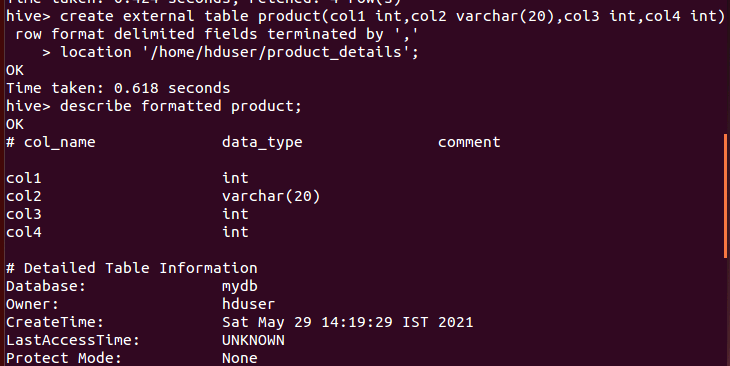 Time taken: 0.424 seconds, Fetched: 4 row(s)
hive> create external table product(col1 int,col2 varchar(20),col3 int,col4 int)
row format delimited fields terminated by ','
> location '/home/hduser/product_details';
OK
Time taken: 0.618 seconds
hive> describe formatted product;
OK
# col_name data_type comment
col1 int
col2 varchar(20)
col3 int
col4 int
# Detailed Table Information
Database: mydb
Owner: hduser
CreateTime: Sat May 29 14:19:29 IST 2021
LastAccessTime: UNKNOWN
Protect Mode: None